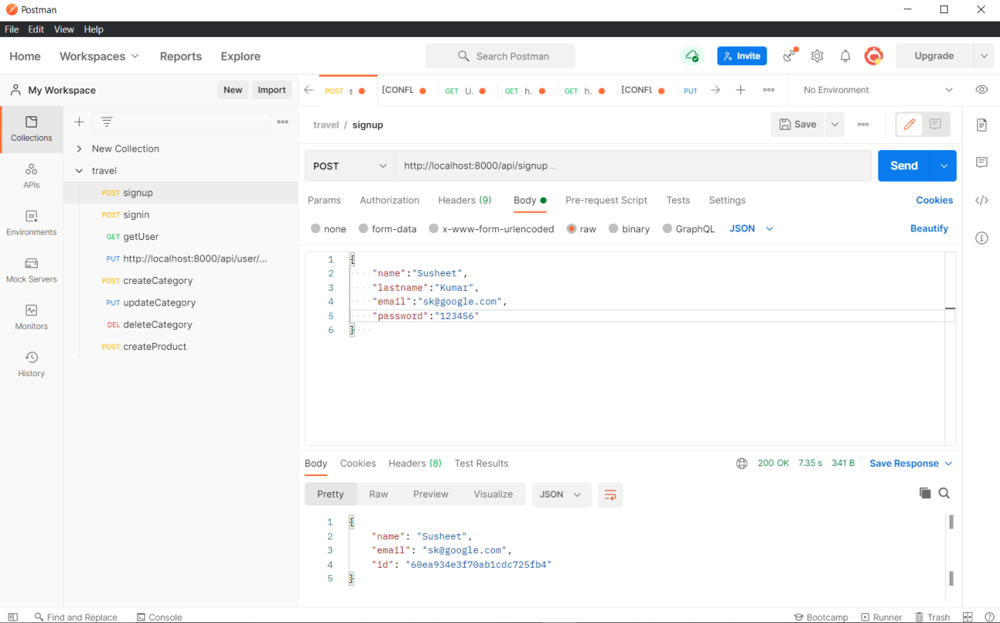 Postman
File Edit View Help
Home Workspaces Reports Explore Search Postman Invite Upgrade
My Workspace New Import
POST s [CONFL GET U. GET h. GET h. [CONFL PUT ••• No Environment
Collections
APIs
Environments
Mock Servers
Monitors
History
New Collection
travel
POST signup
POST signin
GET getUser
PUT http://localhost:8000/api/user/...
POST createCategory
PUT updateCategory
DEL deleteCategory
POST createProduct
travel / signup Save
POST http://localhost:8000/api/signup ... Send
Params Authorization Headers (9) Body Pre-request Script Tests Settings Cookies
none form-data x-www-form-urlencoded raw binary GraphQL JSON Beautify
1 {
2 "name":"Susheet",
3 "lastname":"Kumar",
4 "email":"sk@google.com",
5 "password":"123456"
6 }
Body Cookies Headers (8) Test Results 200 OK 7.35 s 341 B Save Response
Pretty Raw Preview Visualize JSON
1 {
2 "name": "Susheet",
3 "email": "sk@google.com",
4 "id": "60ea934e3f70ab1cdc725fb4"
5 }
Find and Replace Console Bootcamp Runner Trash